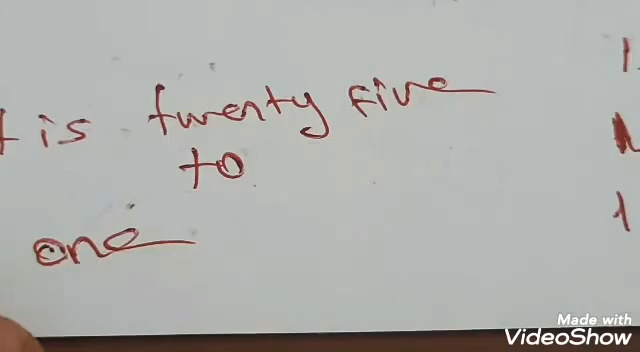 t is twenty five
to
one
Made with
VideoShow